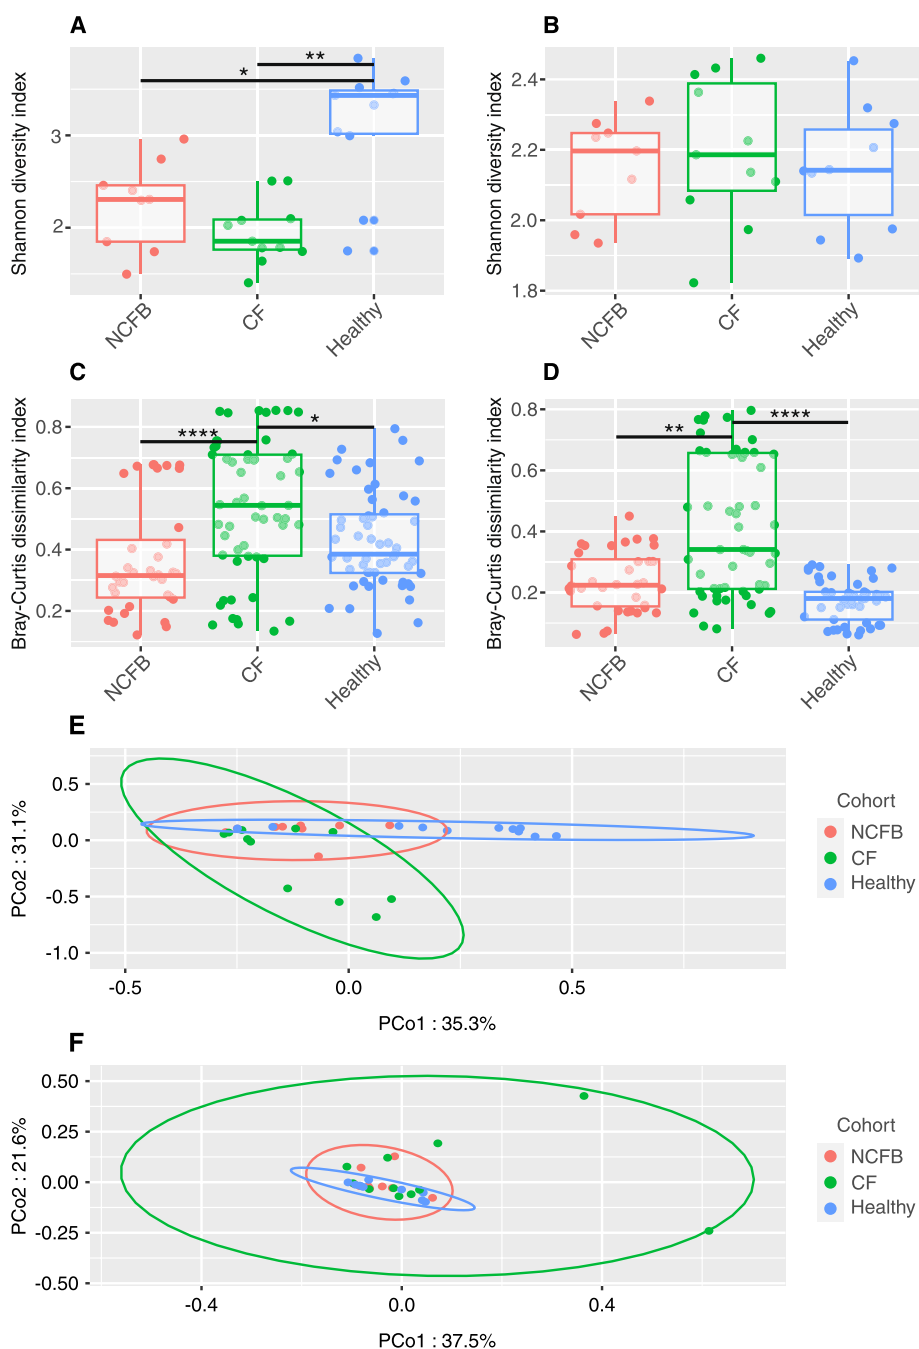 A
B
Shannon diversity index
3
2
**
*
NCFB
CF
Healthy
Shannon diversity index
2.4
2.2
2.0
1.8
NCFB
CF
Healthy
C
D
Bray-Curtis dissimilarity index
0.8
0.6
0.4
0.2
****
*
NCFB
CF
Healthy
Bray-Curtis dissimilarity index
0.8
0.6
0.4
0.2
**
****
NCFB
CF
Healthy
E
PCo2 : 31.1%
0.5
0.0
-0.5
-1.0
-0.5
0.0
0.5
PCo1 : 35.3%
Cohort
NCFB
CF
Healthy
F
PCo2 : 21.6%
0.50
0.25
0.00
-0.25
-0.50
-0.4
0.0
0.4
PCo1 : 37.5%
Cohort
NCFB
CF
Healthy